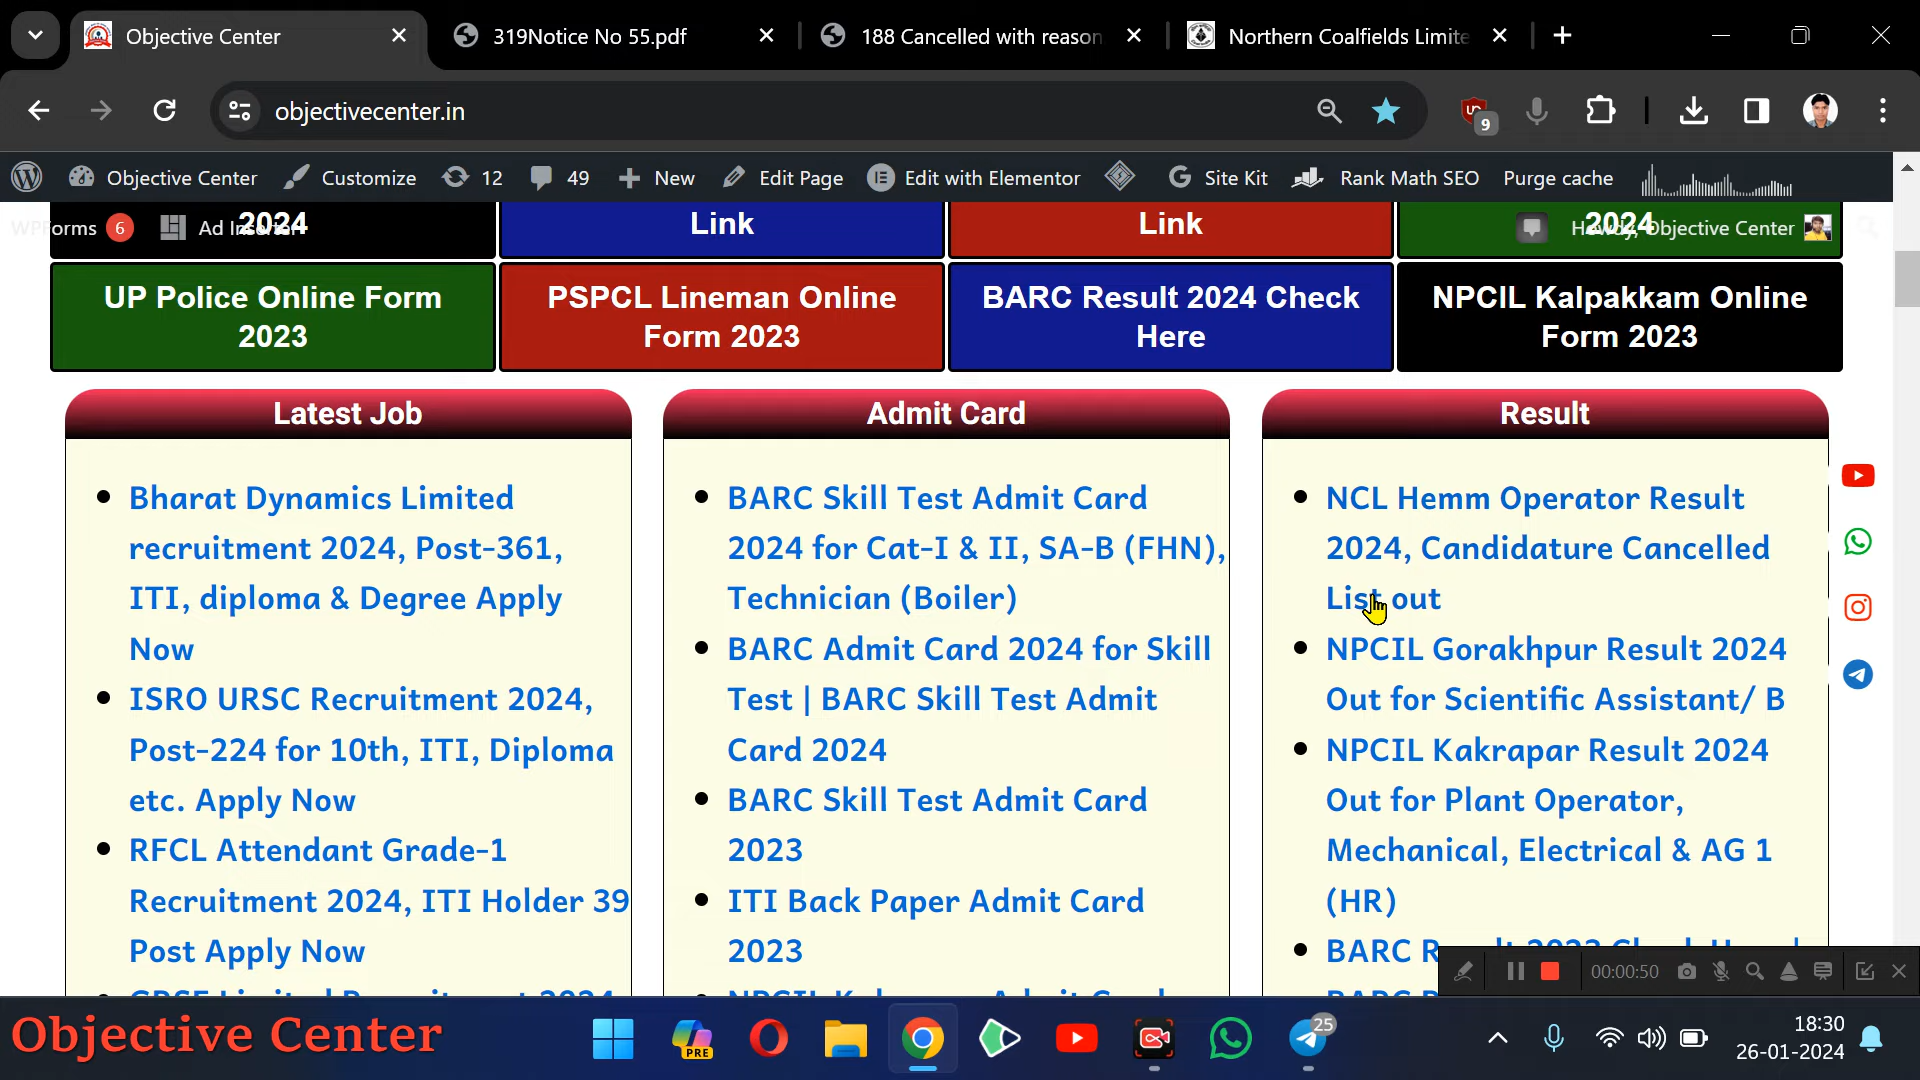 Objective Center
319Notice No 55.pdf
188 Cancelled with reason
Northern Coalfields Limite
objectivecenter.in
9
Objective Center
Customize
12
49
New
Edit Page
Edit with Elementor
Site Kit
Rank Math SEO
Purge cache
WPForms 6
Ad Inserter
Howdy, Objective Center
2024
Link
Link
2024
UP Police Online Form
2023
PSPCL Lineman Online
Form 2023
BARC Result 2024 Check
Here
NPCIL Kalpakkam Online
Form 2023
Latest Job
Bharat Dynamics Limited
recruitment 2024, Post-361,
ITI, diploma & Degree Apply
Now
ISRO URSC Recruitment 2024,
Post-224 for 10th, ITI, Diploma
etc. Apply Now
RFCL Attendant Grade-1
Recruitment 2024, ITI Holder 39
Post Apply Now
Admit Card
BARC Skill Test Admit Card
2024 for Cat-I & II, SA-B (FHN),
Technician (Boiler)
BARC Admit Card 2024 for Skill
Test | BARC Skill Test Admit
Card 2024
BARC Skill Test Admit Card
2023
ITI Back Paper Admit Card
2023
Result
NCL Hemm Operator Result
2024, Candidature Cancelled
List out
NPCIL Gorakhpur Result 2024
Out for Scientific Assistant/ B
NPCIL Kakrapar Result 2024
Out for Plant Operator,
Mechanical, Electrical & AG 1
(HR)
BARC
00:00:50
Objective Center
PRE
25
18:30
26-01-2024